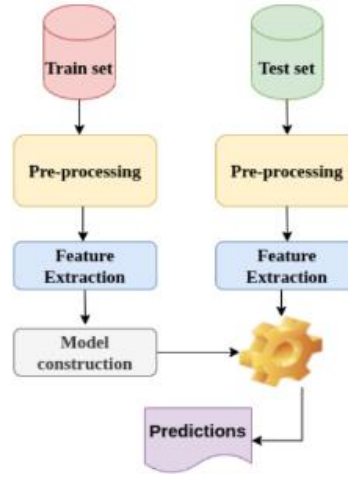 Train set
Test set
Pre-processing
Pre-processing
Feature
Extraction
Feature
Extraction
Model
construction
Predictions